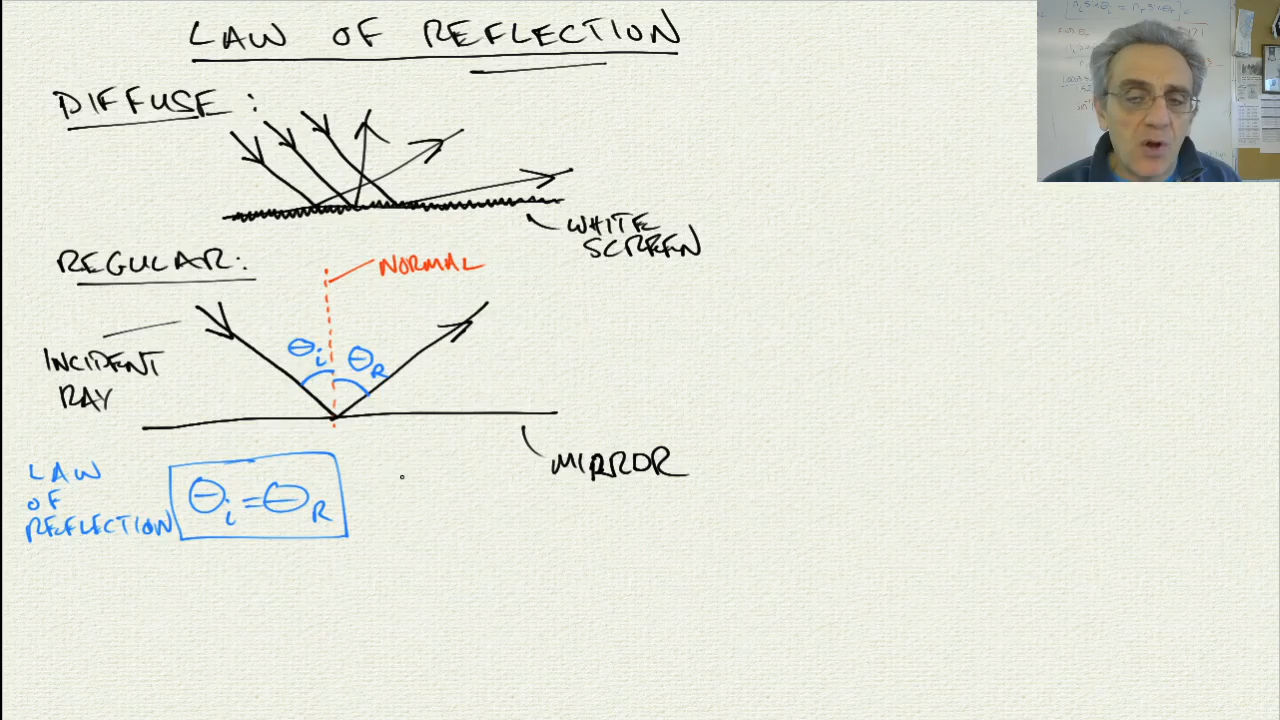 LAW OF REFLECTION
DIFFUSE:
WHITE
SCREEN
REGULAR:
NORMAL
Θi
ΘR
INCIDENT
RAY
MIRROR
LAW
OF
REFLECTION
Θi = ΘR